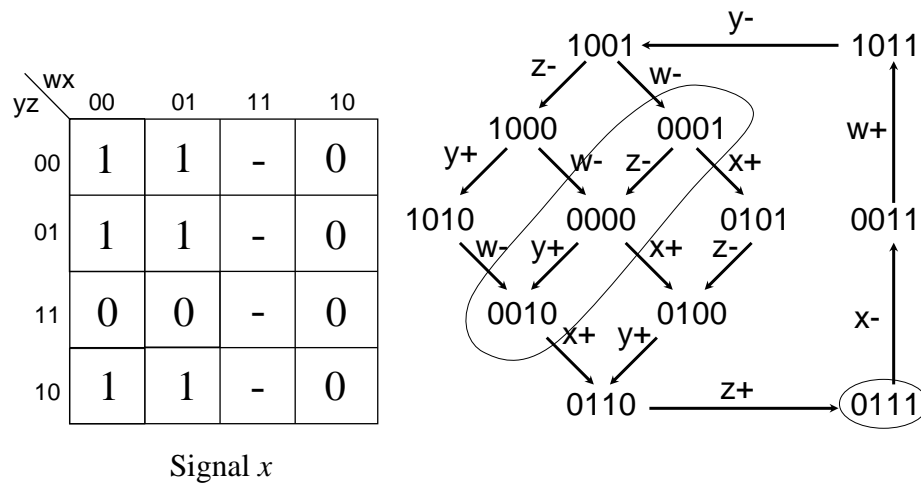 wx
yz 00 01 11 10
00 1 1 - 0
01 1 1 - 0
11 0 0 - 0
10 1 1 - 0
Signal x
y-
1001 1011
z- w-
1000 0001 w+
y+ w- z- x+
1010 0000 0101 0011
w- y+ x+ z-
0010 0100 x-
x+ y+
0110 z+ 0111